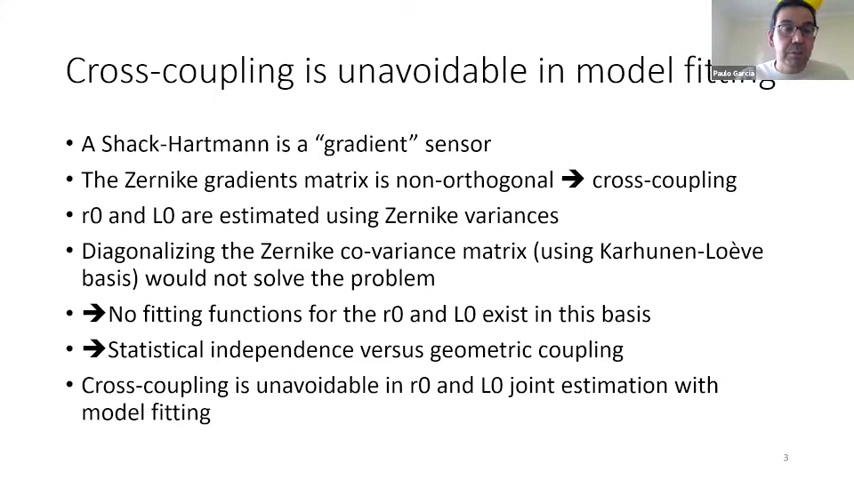 Cross-coupling is unavoidable in model fitting
Paulo Garcia
• A Shack-Hartmann is a “gradient” sensor
• The Zernike gradients matrix is non-orthogonal ➔ cross-coupling
• r0 and L0 are estimated using Zernike variances
• Diagonalizing the Zernike co-variance matrix (using Karhunen-Loève
basis) would not solve the problem
• ➔No fitting functions for the r0 and L0 exist in this basis
• ➔Statistical independence versus geometric coupling
• Cross-coupling is unavoidable in r0 and L0 joint estimation with
model fitting
3